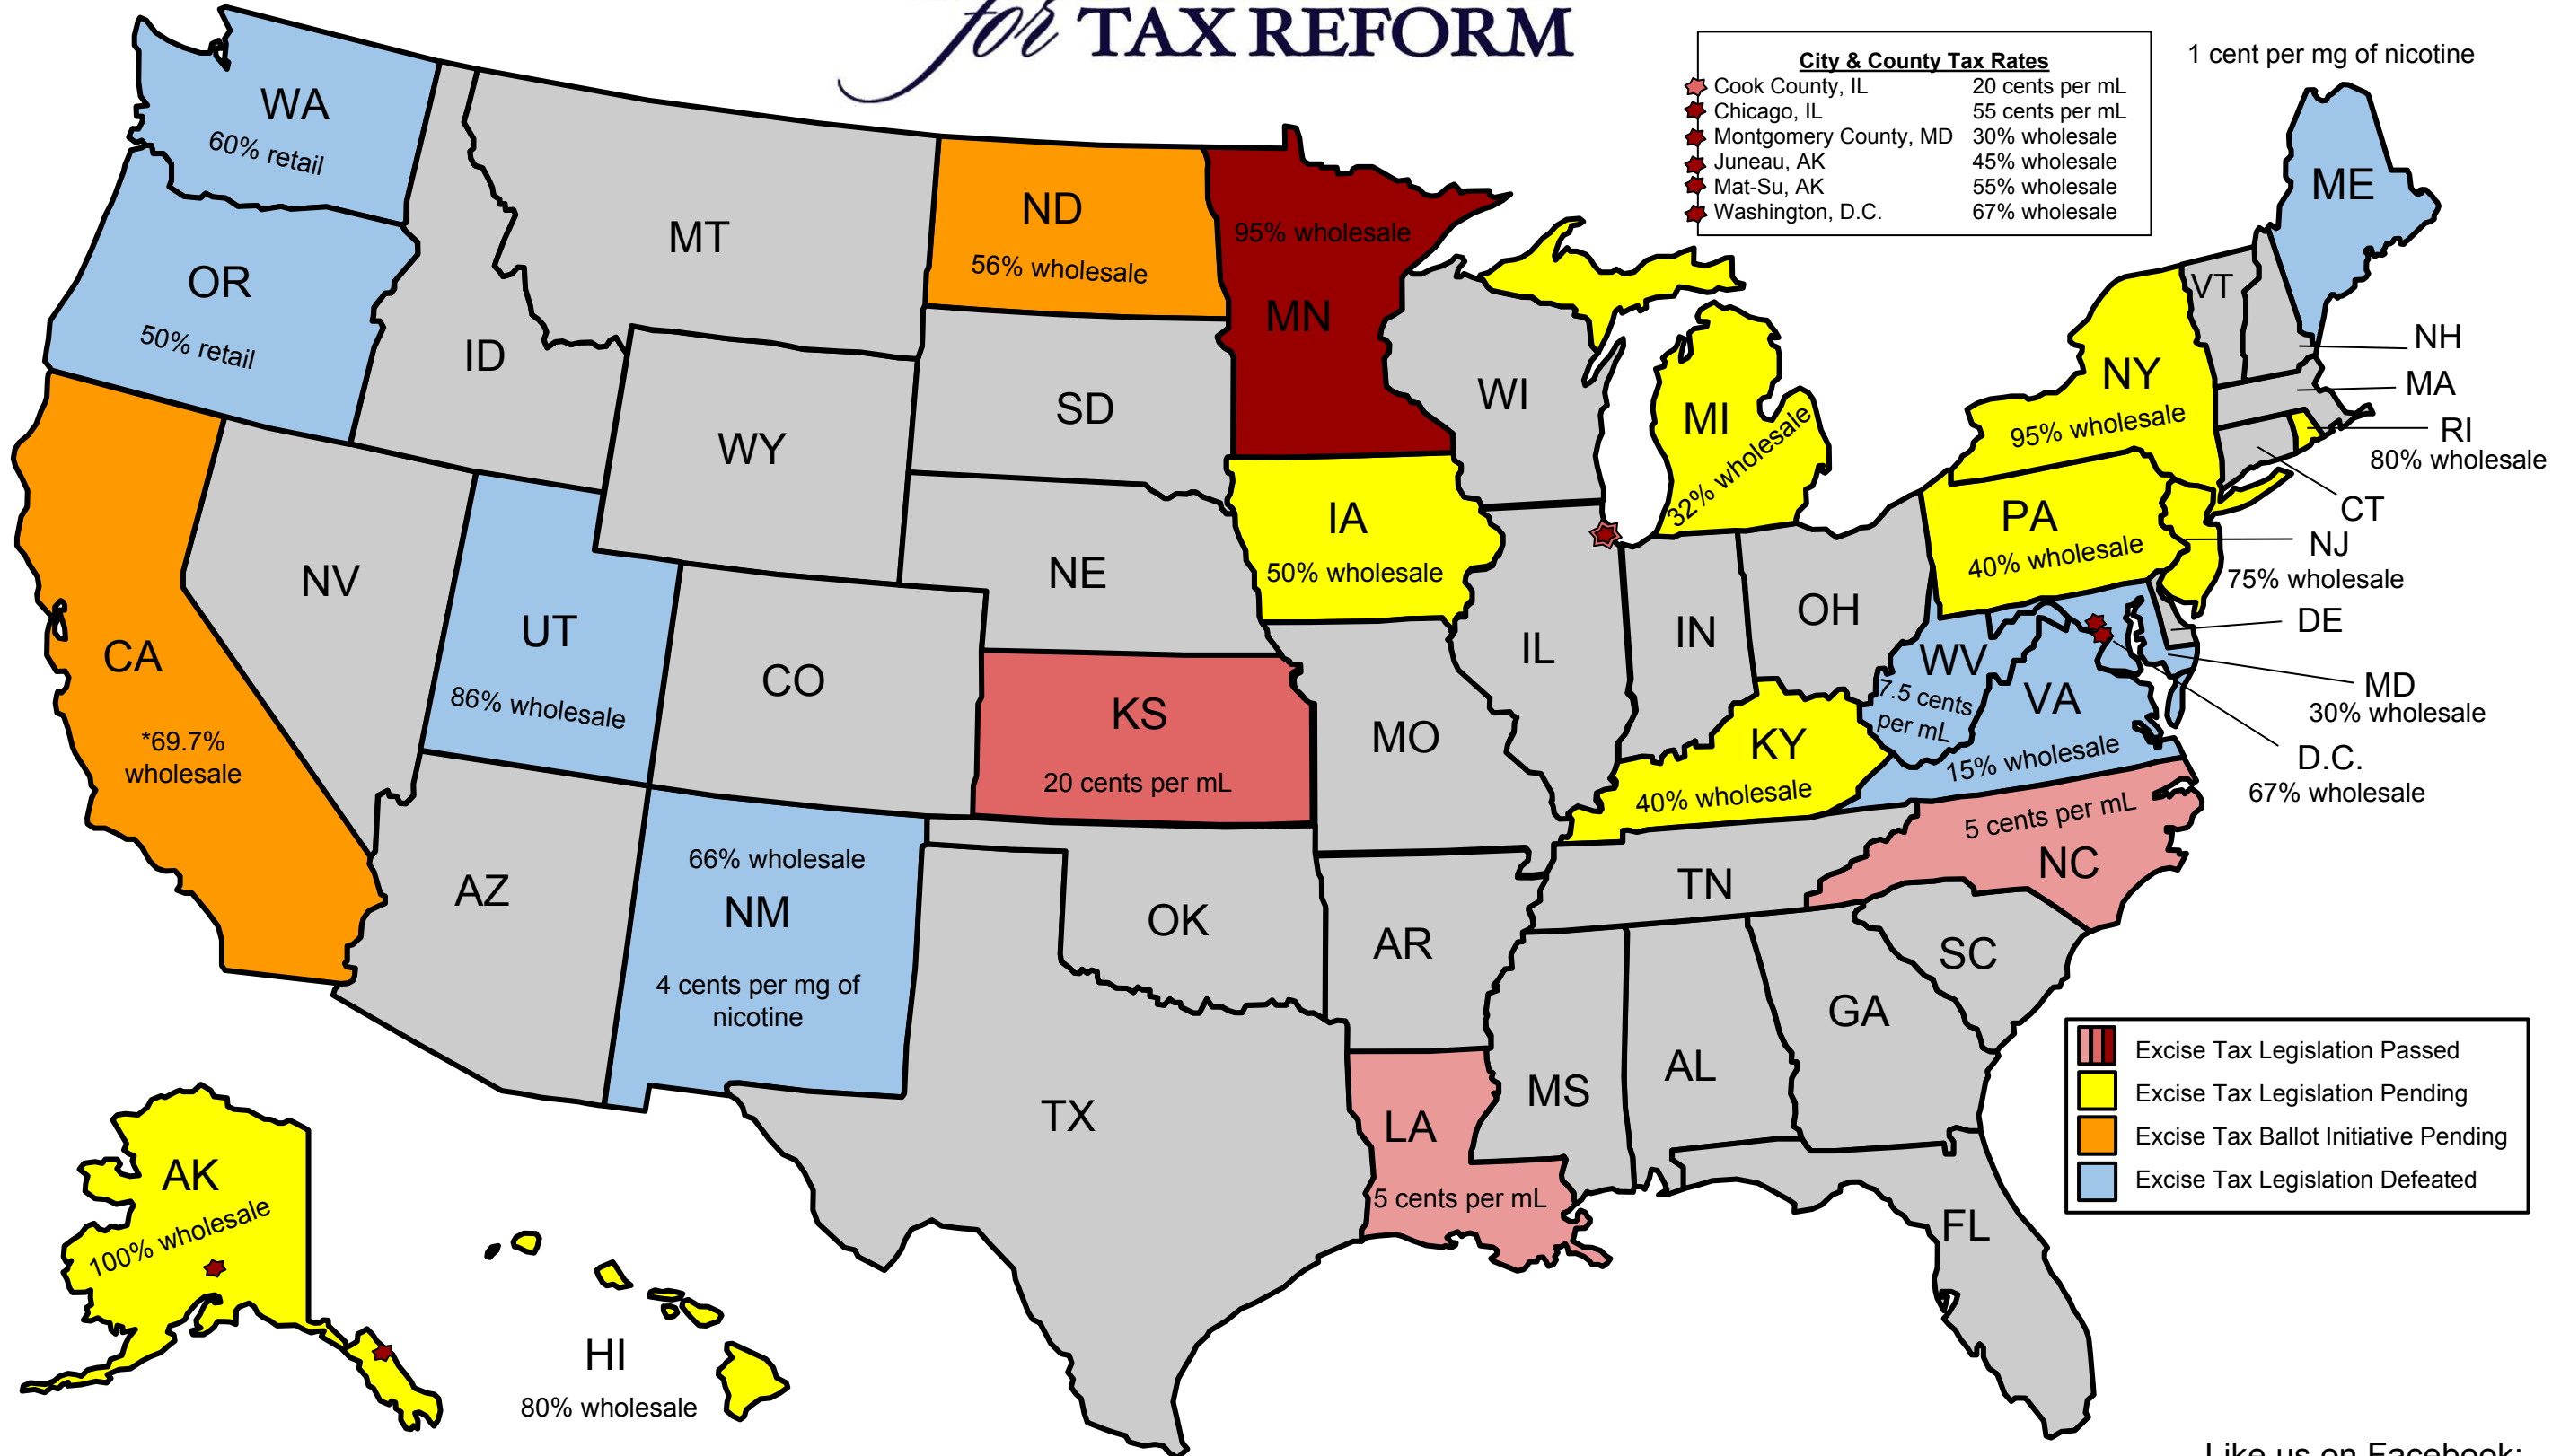 for TAX REFORM
City & County Tax Rates
Cook County, IL 20 cents per mL
Chicago, IL 55 cents per mL
Montgomery County, MD 30% wholesale
Juneau, AK 45% wholesale
Mat-Su, AK 55% wholesale
Washington, D.C. 67% wholesale
1 cent per mg of nicotine
ME
WA
60% retail
OR
50% retail
ID
MT
ND
56% wholesale
95% wholesale
MN
WI
MI
32% wholesale
VT
NY
95% wholesale
NH
MA
RI
80% wholesale
CT
NJ
75% wholesale
DE
MD
30% wholesale
D.C.
67% wholesale
PA
40% wholesale
SD
WY
IA
50% wholesale
NE
NV
UT
86% wholesale
CA
*69.7%
wholesale
CO
KS
20 cents per mL
MO
IL
IN
OH
WV
7.5 cents
per mL
VA
15% wholesale
KY
40% wholesale
5 cents per mL
NC
TN
AZ
66% wholesale
NM
4 cents per mg of
nicotine
OK
AR
SC
GA
AL
MS
LA
5 cents per mL
TX
FL
AK
100% wholesale
HI
80% wholesale
Excise Tax Legislation Passed
Excise Tax Legislation Pending
Excise Tax Ballot Initiative Pending
Excise Tax Legislation Defeated
Like us on Facebook: